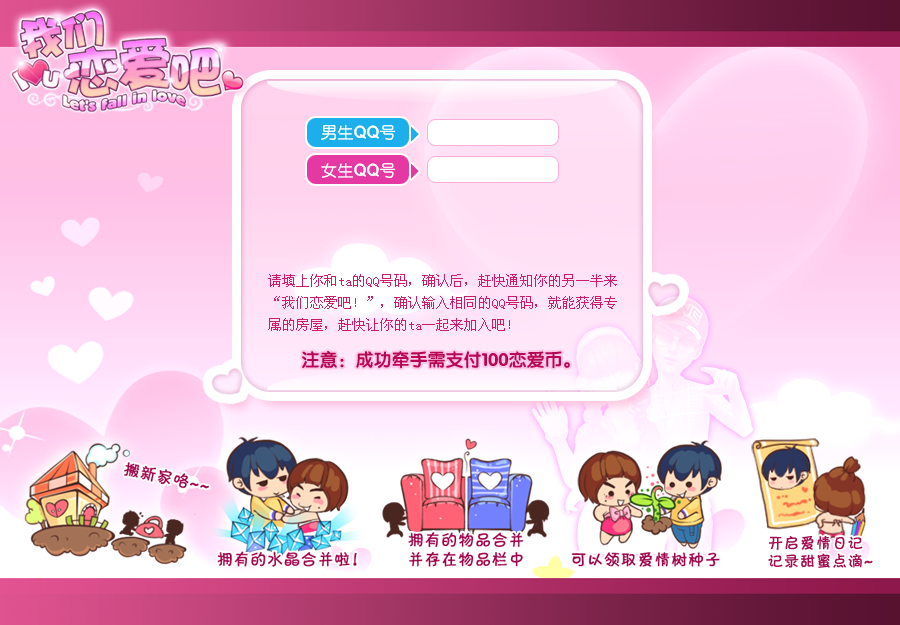 我们
I U 恋爱吧
Let's fall in love
男生QQ号
女生QQ号
请填上你和ta的QQ号码，确认后，赶快通知你的另一半来
“我们恋爱吧！”，确认输入相同的QQ号码，就能获得专
属的房屋，赶快让你的ta一起来加入吧！
注意：成功牵手需支付100恋爱币。
搬新家咯~~
拥有的水晶合并啦！
拥有的物品合并
并存在物品栏中
可以领取爱情树种子
开启爱情日记
记录甜蜜点滴~